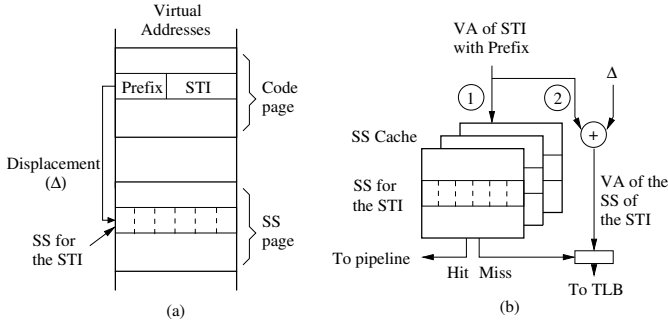 Virtual
Addresses
Prefix STI
Code
page
Displacement
(Δ)
SS for
the STI
SS
page
(a)
VA of STI
with Prefix
1
2
Δ
+
SS Cache
SS for
the STI
VA of the
SS of
the STI
To pipeline
Hit Miss
To TLB
(b)